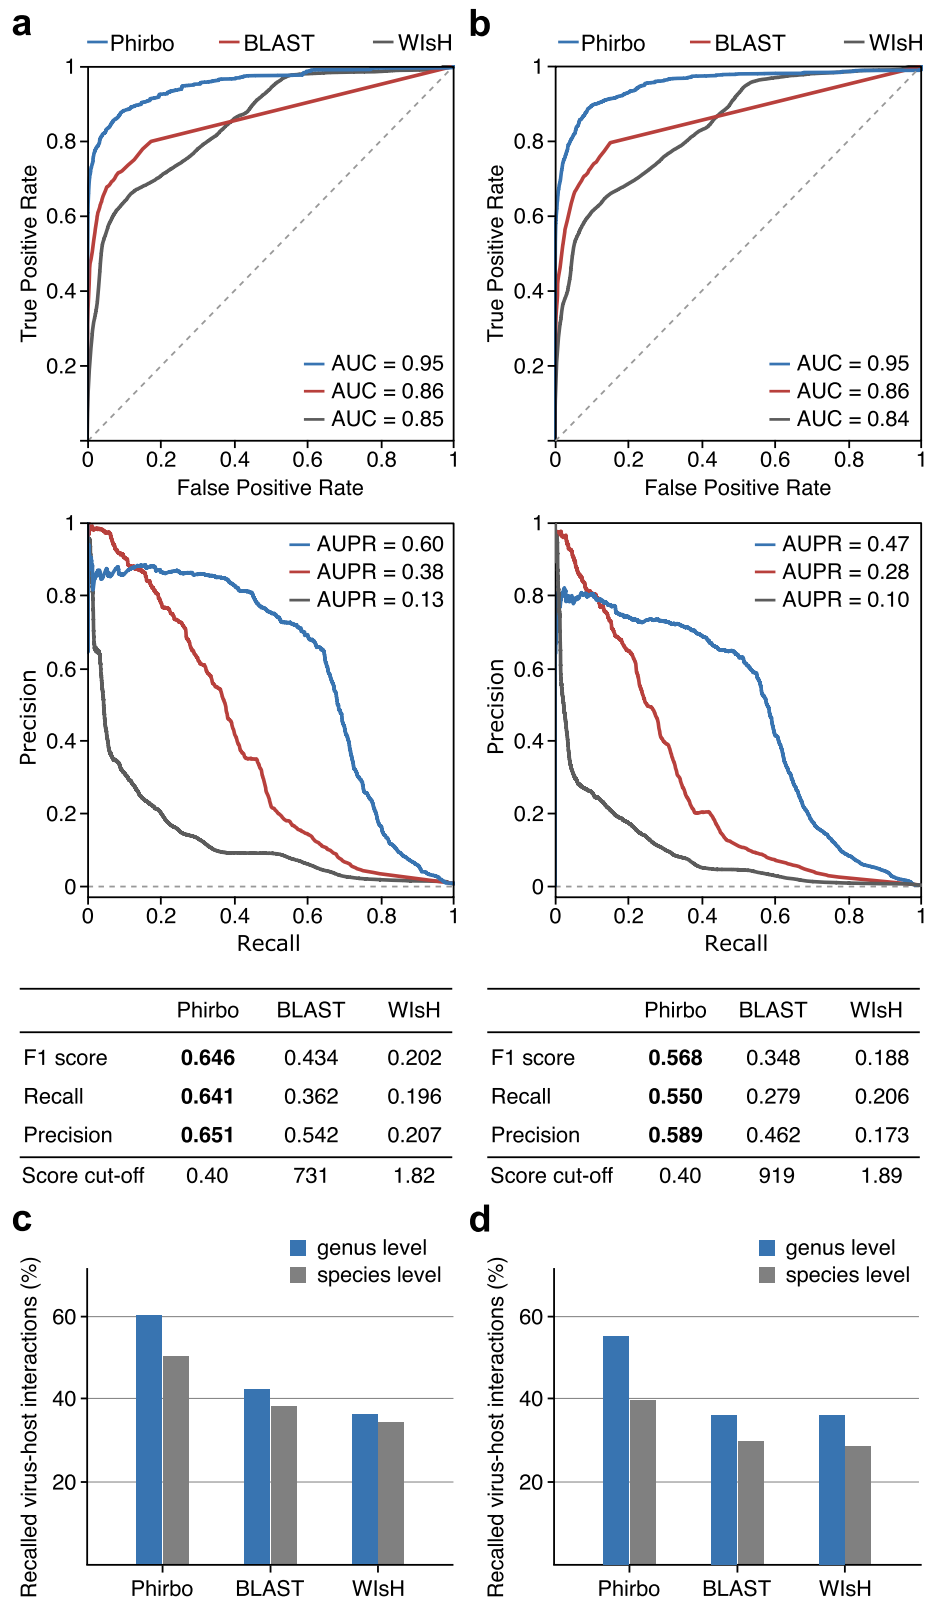 a
Phirbo BLAST WIsH
1
0.8
0.6
0.4
0.2
True Positive Rate
AUC = 0.95
AUC = 0.86
AUC = 0.85
0 0.2 0.4 0.6 0.8 1
False Positive Rate
1
0.8
0.6
0.4
0.2
0
Precision
AUPR = 0.60
AUPR = 0.38
AUPR = 0.13
0 0.2 0.4 0.6 0.8 1
Recall
Phirbo BLAST WIsH
F1 score 0.646 0.434 0.202
Recall 0.641 0.362 0.196
Precision 0.651 0.542 0.207
Score cut-off 0.40 731 1.82
b
Phirbo BLAST WIsH
1
0.8
0.6
0.4
0.2
True Positive Rate
AUC = 0.95
AUC = 0.86
AUC = 0.84
0 0.2 0.4 0.6 0.8 1
False Positive Rate
1
0.8
0.6
0.4
0.2
0
Precision
AUPR = 0.47
AUPR = 0.28
AUPR = 0.10
0 0.2 0.4 0.6 0.8 1
Recall
Phirbo BLAST WIsH
F1 score 0.568 0.348 0.188
Recall 0.550 0.279 0.206
Precision 0.589 0.462 0.173
Score cut-off 0.40 919 1.89
c
genus level
species level
60
40
20
Recalled virus-host interactions (%)
Phirbo BLAST WIsH
d
genus level
species level
60
40
20
Recalled virus-host interactions (%)
Phirbo BLAST WIsH